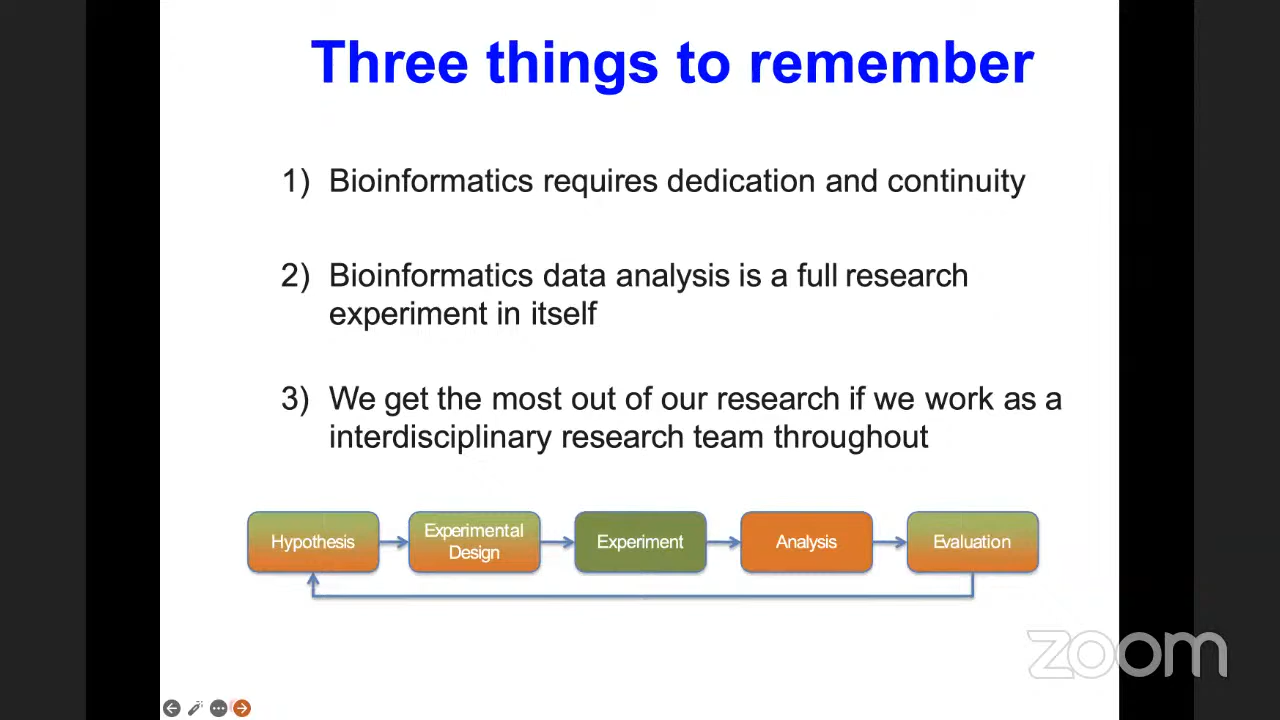 Three things to remember
1) Bioinformatics requires dedication and continuity
2) Bioinformatics data analysis is a full research
experiment in itself
3) We get the most out of our research if we work as a
interdisciplinary research team throughout
Hypothesis
Experimental
Design
Experiment
Analysis
Evaluation
zoom